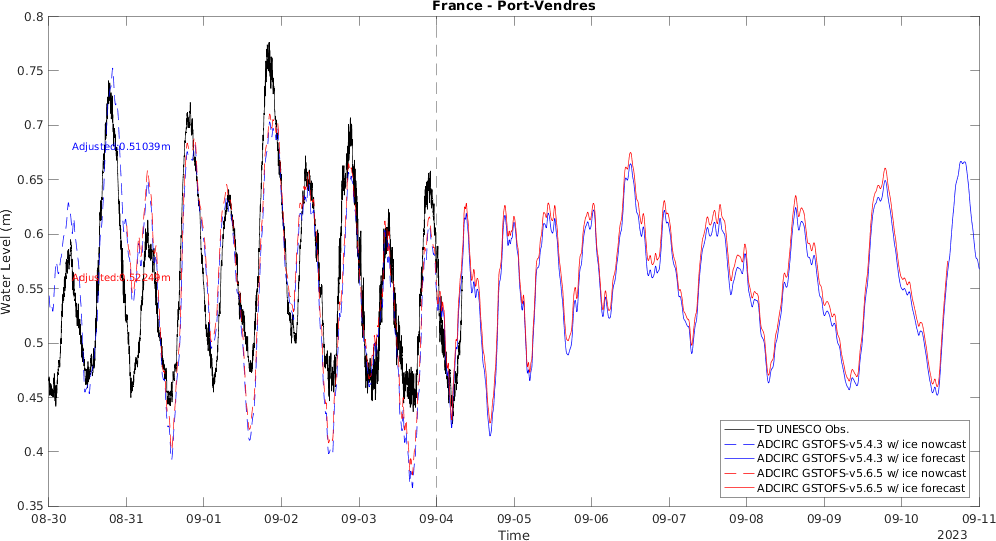 France - Port-Vendres
0.8
0.75
0.7
0.65
0.6
0.55
0.5
0.45
0.4
0.35
Water Level (m)
Adjusted:0.51039m
Adjusted:0.52249m
TD UNESCO Obs.
ADCIRC GSTOFS-v5.4.3 w/ ice nowcast
ADCIRC GSTOFS-v5.4.3 w/ ice forecast
ADCIRC GSTOFS-v5.6.5 w/ ice nowcast
ADCIRC GSTOFS-v5.6.5 w/ ice forecast
08-30 08-31 09-01 09-02 09-03 09-04 09-05 09-06 09-07 09-08 09-09 09-10 09-11
Time
2023